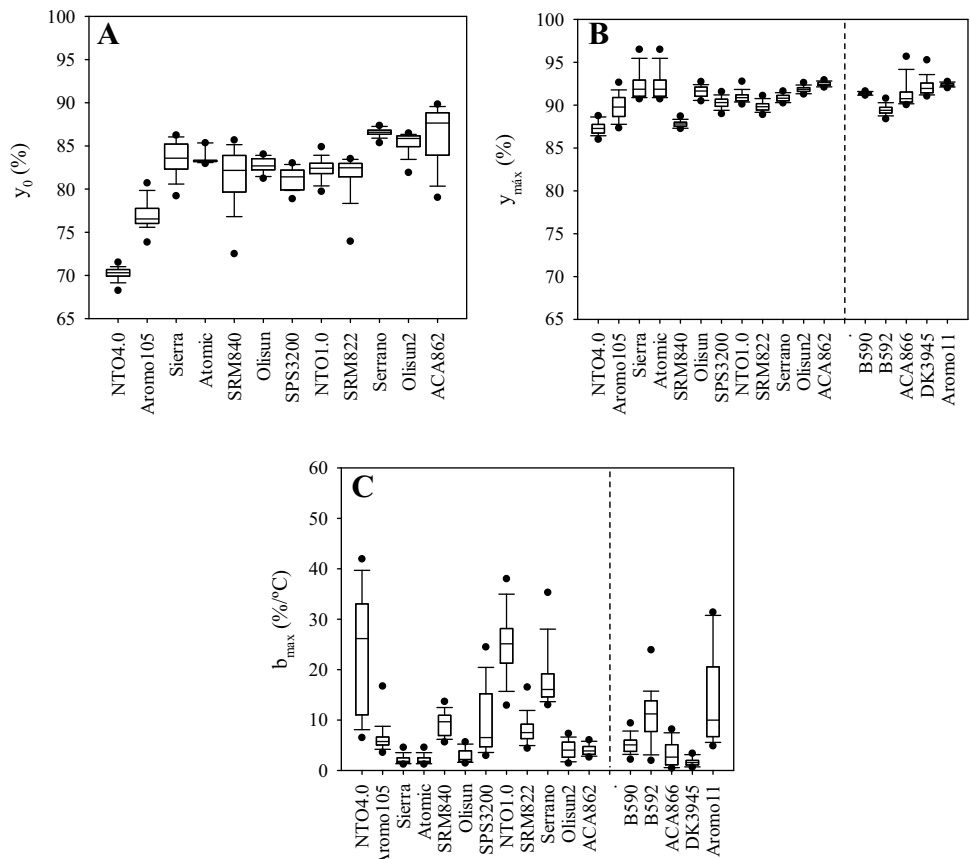 A
y0 (%)
100
95
90
85
80
75
70
65
NTO4.0
Aromo105
Sierra
Atomic
SRM840
Olisun
SPS3200
NTO1.0
SRM822
Serrano
Olisun2
ACA862
B
ymáx (%)
100
95
90
85
80
75
70
65
NTO4.0
Aromo105
Sierra
Atomic
SRM840
Olisun
SPS3200
NTO1.0
SRM822
Serrano
Olisun2
ACA862
.
B590
B592
ACA866
DK3945
Aromo11
C
bmax (%/ºC)
60
50
40
30
20
10
0
NTO4.0
Aromo105
Sierra
Atomic
SRM840
Olisun
SPS3200
NTO1.0
SRM822
Serrano
Olisun2
ACA862
.
B590
B592
ACA866
DK3945
Aromo11